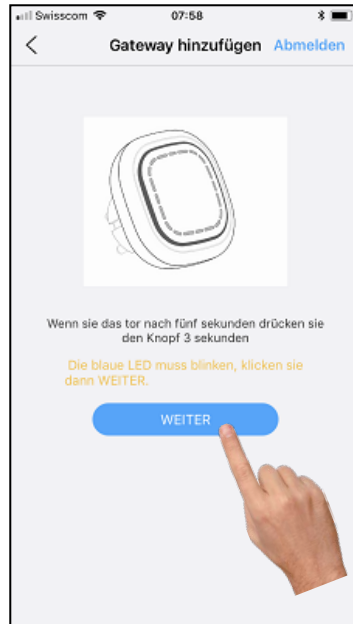 Swisscom 07:58
Gateway hinzufügen Abmelden
Wenn sie das tor nach fünf sekunden drücken sie
den Knopf 3 sekunden
Die blaue LED muss blinken, klicken sie
dann WEITER.
WEITER